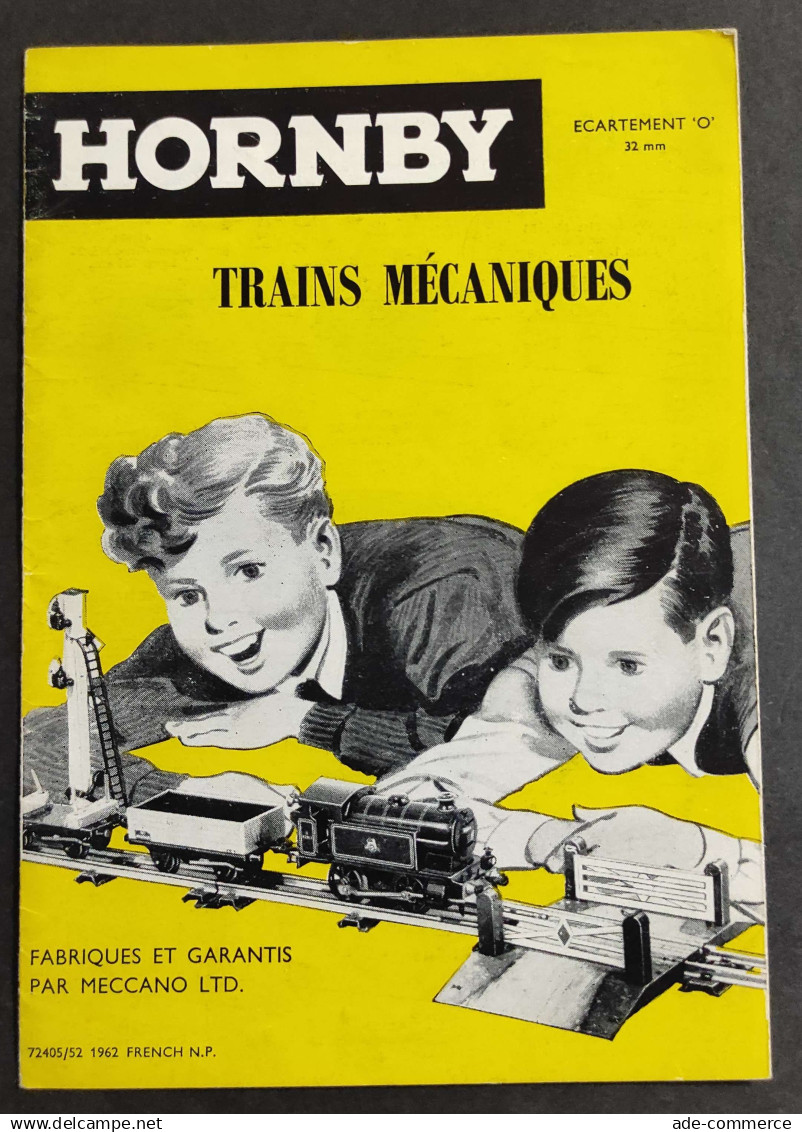 HORNBY
ECARTEMENT 'O'
32 mm
TRAINS MÉCANIQUES
FABRIQUES ET GARANTIS
PAR MECCANO LTD.
72405/52 1962 FRENCH N.P.
Delcampe.net
ade-commerce